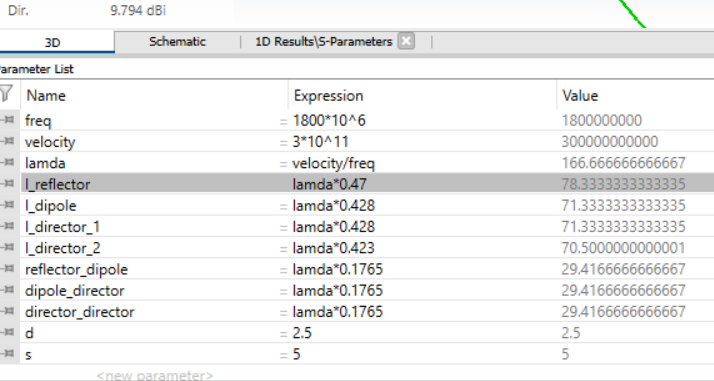 Dir. 9.794 dBi
3D Schematic 1D Results\S-Parameters
Parameter List
Name Expression Value
freq = 1800*10^6 1800000000
velocity = 3*10^11 300000000000
lamda = velocity/freq 166.666666666667
l_reflector lamda*0.47 78.3333333333335
l_dipole = lamda*0.428 71.3333333333335
l_director_1 = lamda*0.428 71.3333333333335
l_director_2 = lamda*0.423 70.5000000000001
reflector_dipole = lamda*0.1765 29.4166666666667
dipole_director = lamda*0.1765 29.4166666666667
director_director = lamda*0.1765 29.4166666666667
d = 2.5 2.5
s = 5 5
<new parameter>